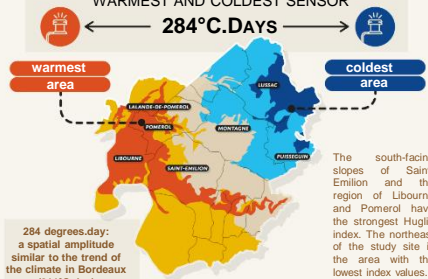 WARMEST AND COLDEST SENSOR
284°C.DAYS
warmest
area
coldest
area
LUSSAC
LALANDE-DE-POMEROL
POMEROL
MONTAGNE
LIBOURNE
PUISSEGUIN
SAINT-EMILION
The south-facin
slopes of Sain
Emilion and th
region of Libourn
and Pomerol hav
the strongest Hugli
index. The northeas
of the study site i
the area with th
lowest index values.
284 degrees.day:
a spatial amplitude
similar to the trend of
the climate in Bordeaux